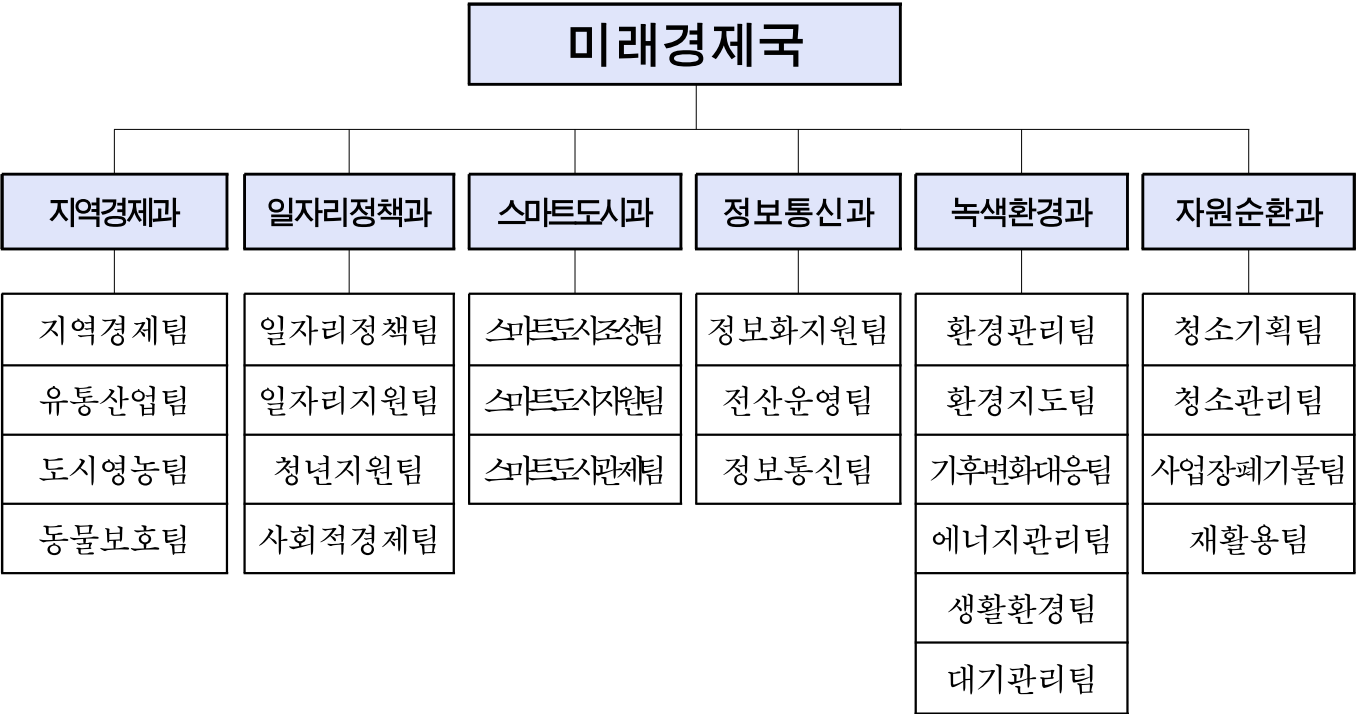 미래경제국
지역경제과
일자리정책과
스마트도시과
정보통신과
녹색환경과
자원순환과
지역경제팀
유통산업팀
도시영농팀
동물보호팀
일자리정책팀
일자리지원팀
청년지원팀
사회적경제팀
스마트도시조성팀
스마트도시지원팀
스마트도시관제팀
정보화지원팀
전산운영팀
정보통신팀
환경관리팀
환경지도팀
기후변화대응팀
에너지관리팀
생활환경팀
대기관리팀
청소기획팀
청소관리팀
사업장폐기물팀
재활용팀